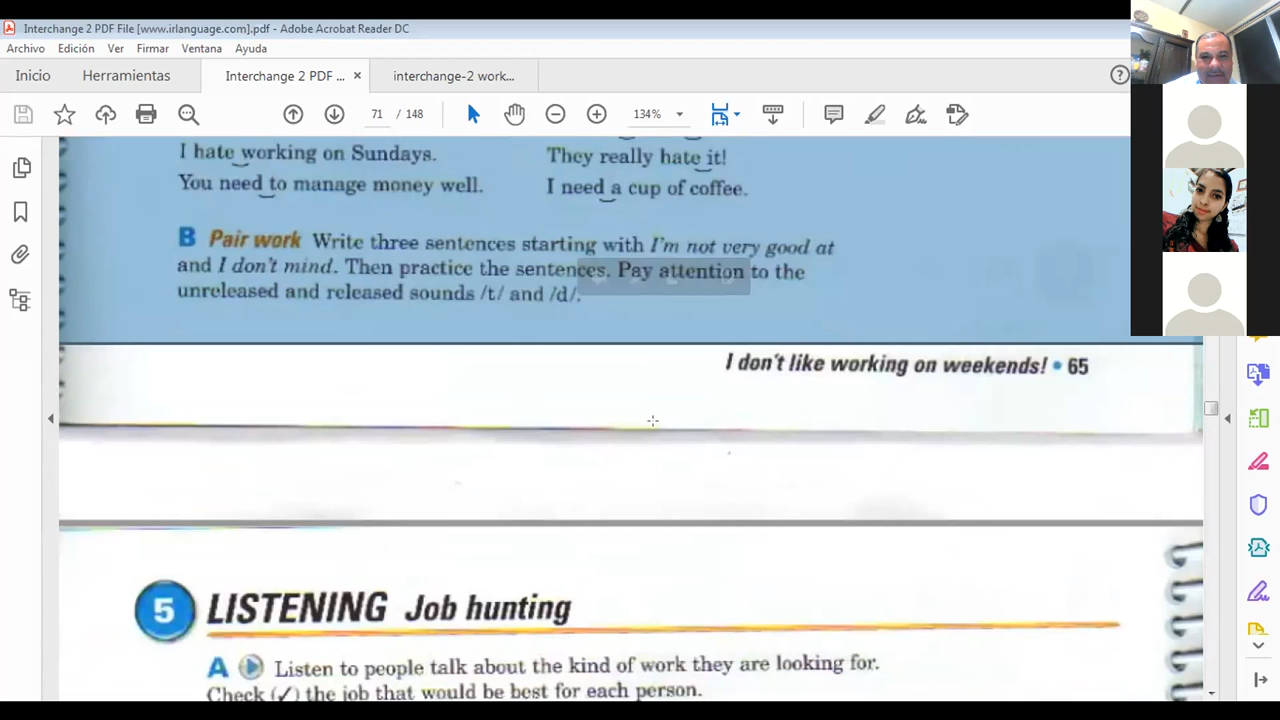 Interchange 2 PDF File [www.irlanguage.com].pdf - Adobe Acrobat Reader DC
Archivo Edición Ver Firmar Ventana Ayuda
Inicio Herramientas Interchange 2 PDF ... × interchange-2 work...
71 / 148 134%
I hate working on Sundays. They really hate it!
You need to manage money well. I need a cup of coffee.
B Pair work Write three sentences starting with I'm not very good at
and I don't mind. Then practice the sentences. Pay attention to the
unreleased and released sounds /t/ and /d/.
I don't like working on weekends! • 65
5 LISTENING Job hunting
A Listen to people talk about the kind of work they are looking for.
Check (✓) the job that would be best for each person.